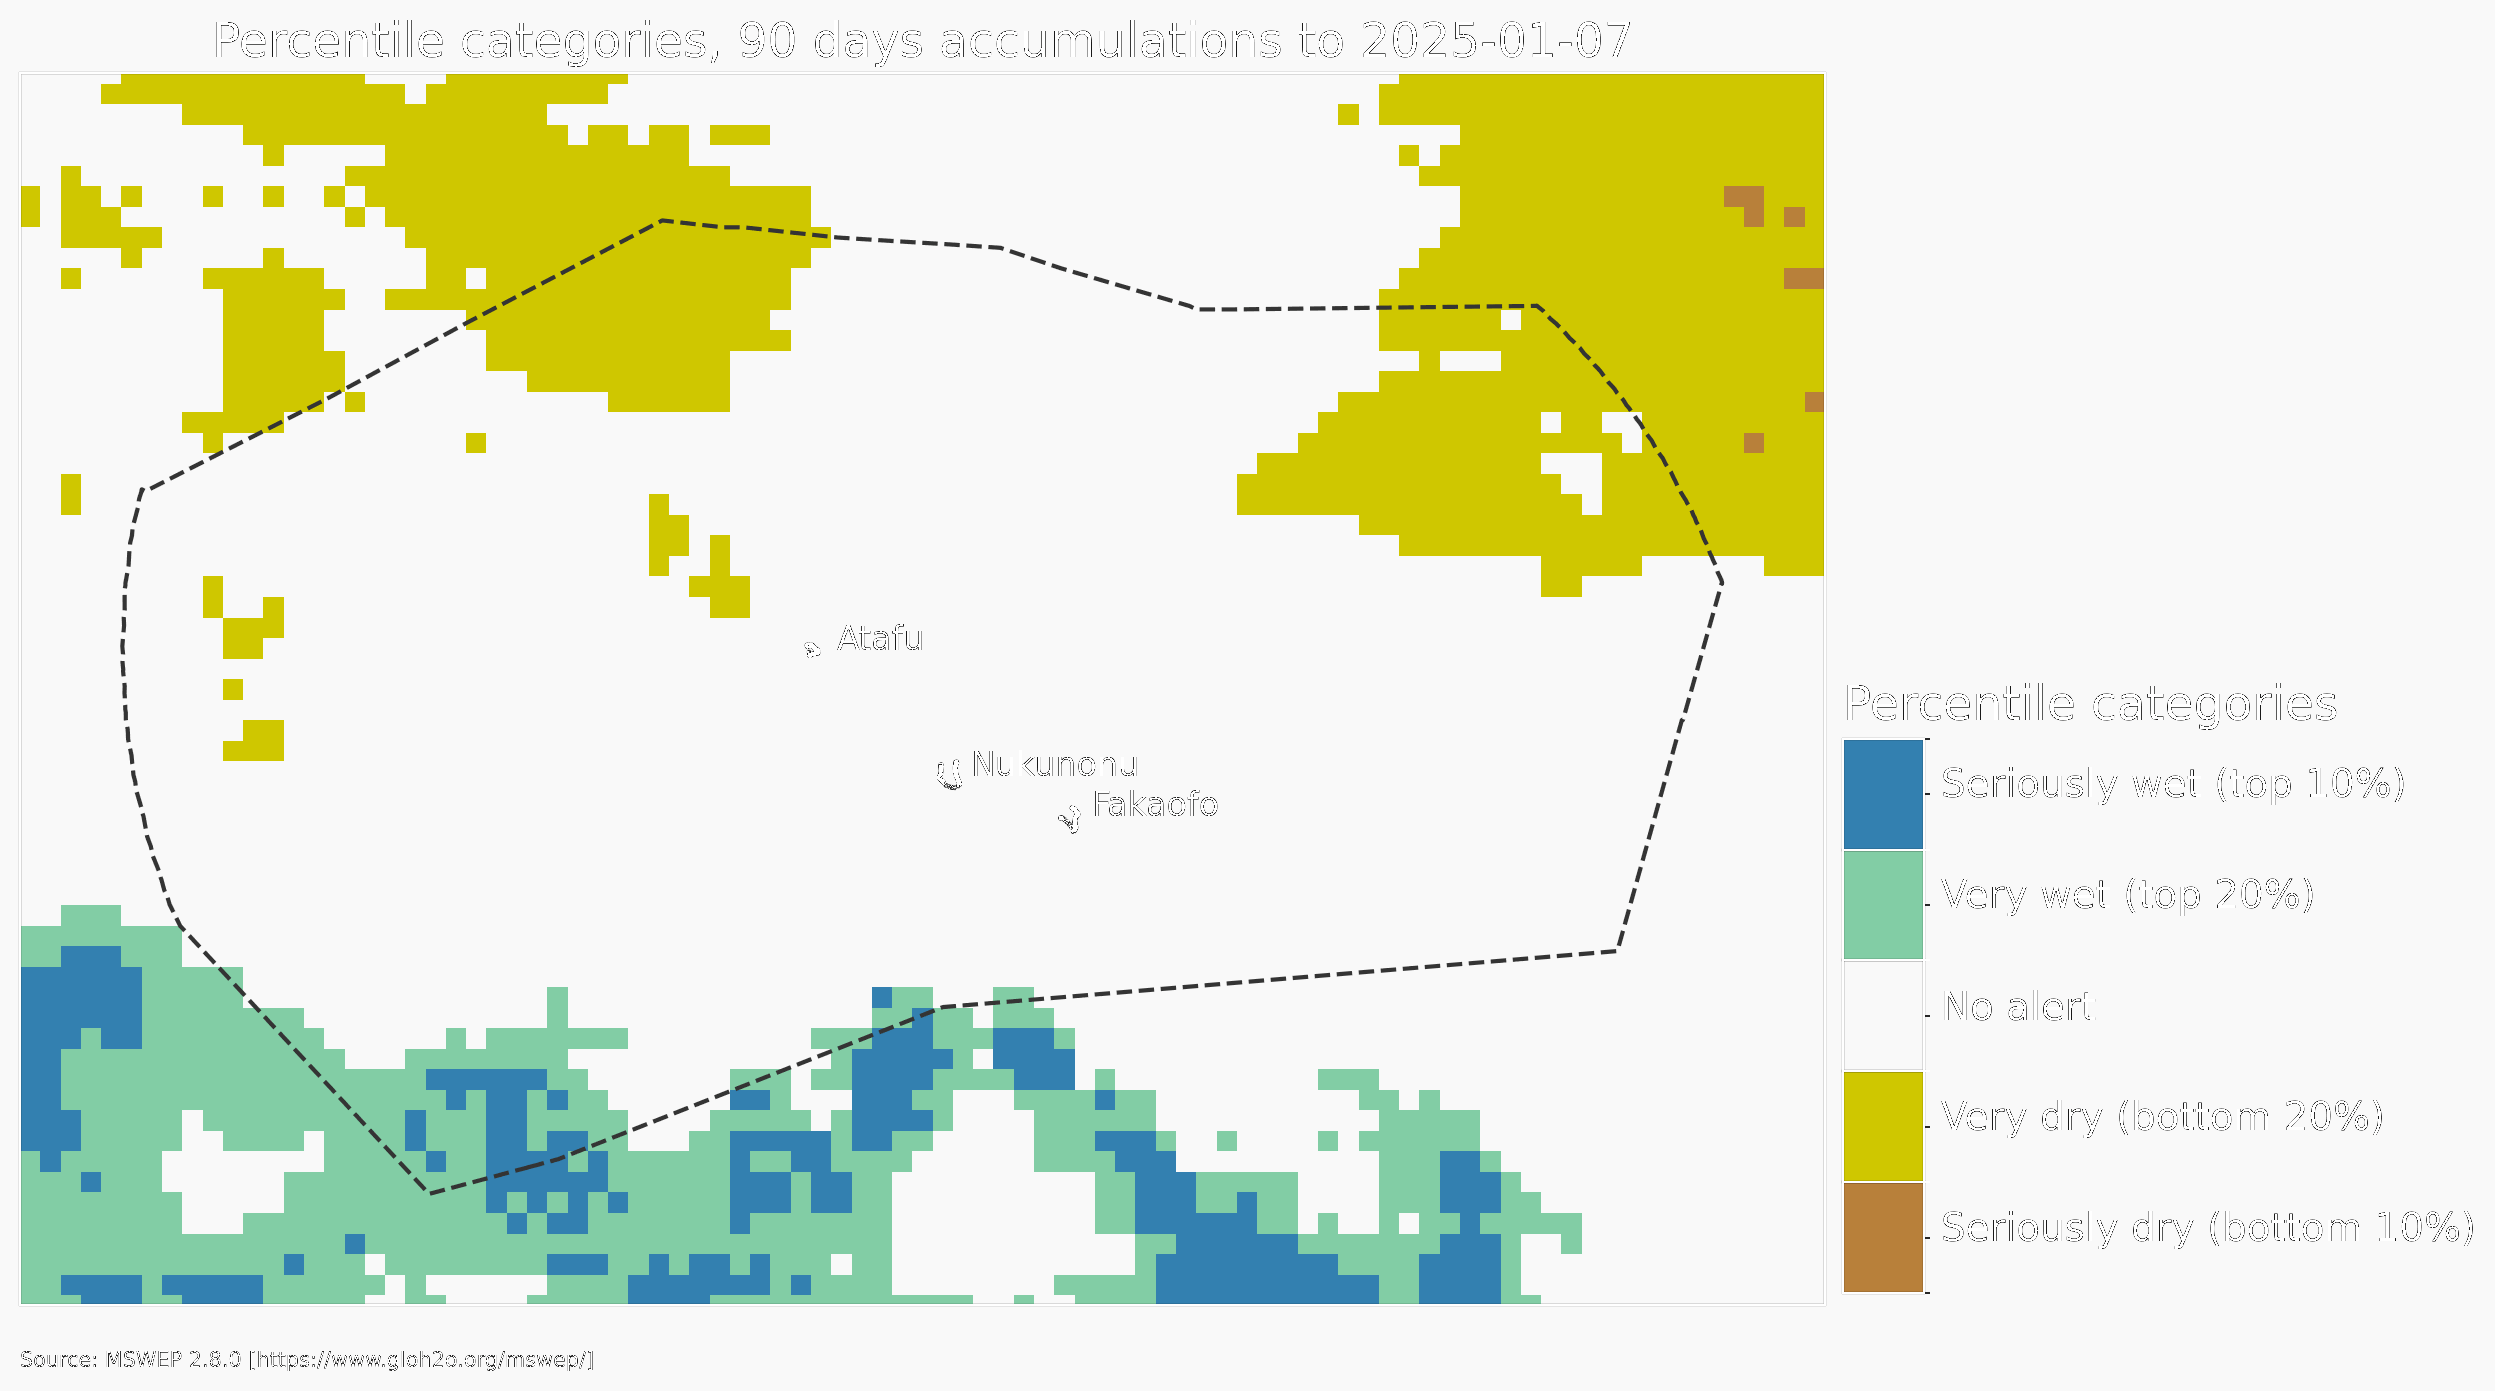 Percentile categories, 90 days accumulations to 2025-01-07
Atafu
Nukunonu
Fakaofo
Percentile categories
Seriously wet (top 10%)
Very wet (top 20%)
No alert
Very dry (bottom 20%)
Seriously dry (bottom 10%)
Source: MSWEP 2.8.0 [https://www.gloh2o.org/mswep/]